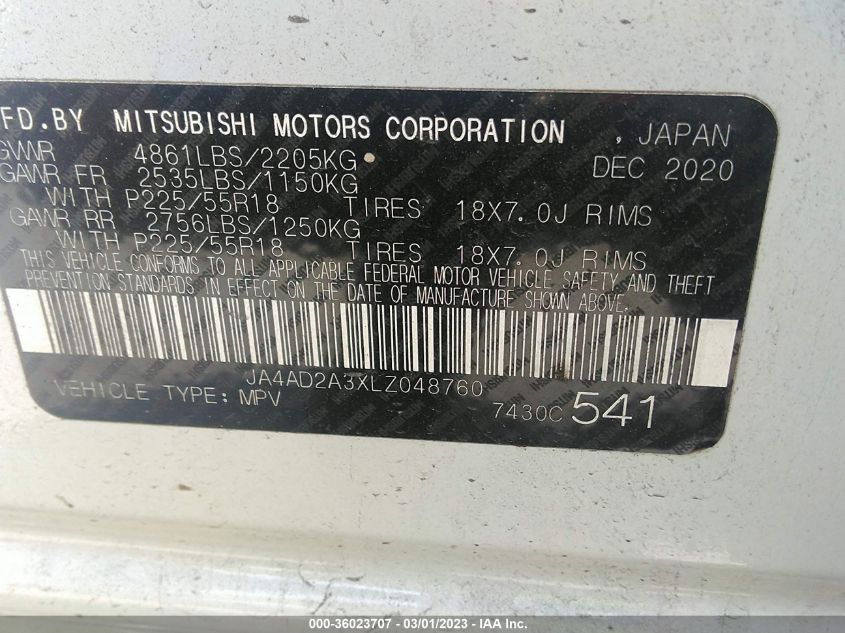 FD.BY MITSUBISHI MOTORS CORPORATION , JAPAN
GVWR 4861LBS/2205KG DEC 2020
GAWR FR 2535LBS/1150KG
WITH P225/55R18 TIRES 18X7.0J RIMS
GAWR RR 2756LBS/1250KG
WITH P225/55R18 TIRES 18X7.0J RIMS
THIS VEHICLE CONFORMS TO ALL APPLICABLE FEDERAL MOTOR VEHICLE SAFETY AND THEFT
PREVENTION STANDARDS IN EFFECT ON THE DATE OF MANUFACTURE SHOWN ABOVE.
JA4AD2A3XLZ048760
VEHICLE TYPE: MPV 7430C 541
000-36023707 - 03/01/2023 - IAA Inc.